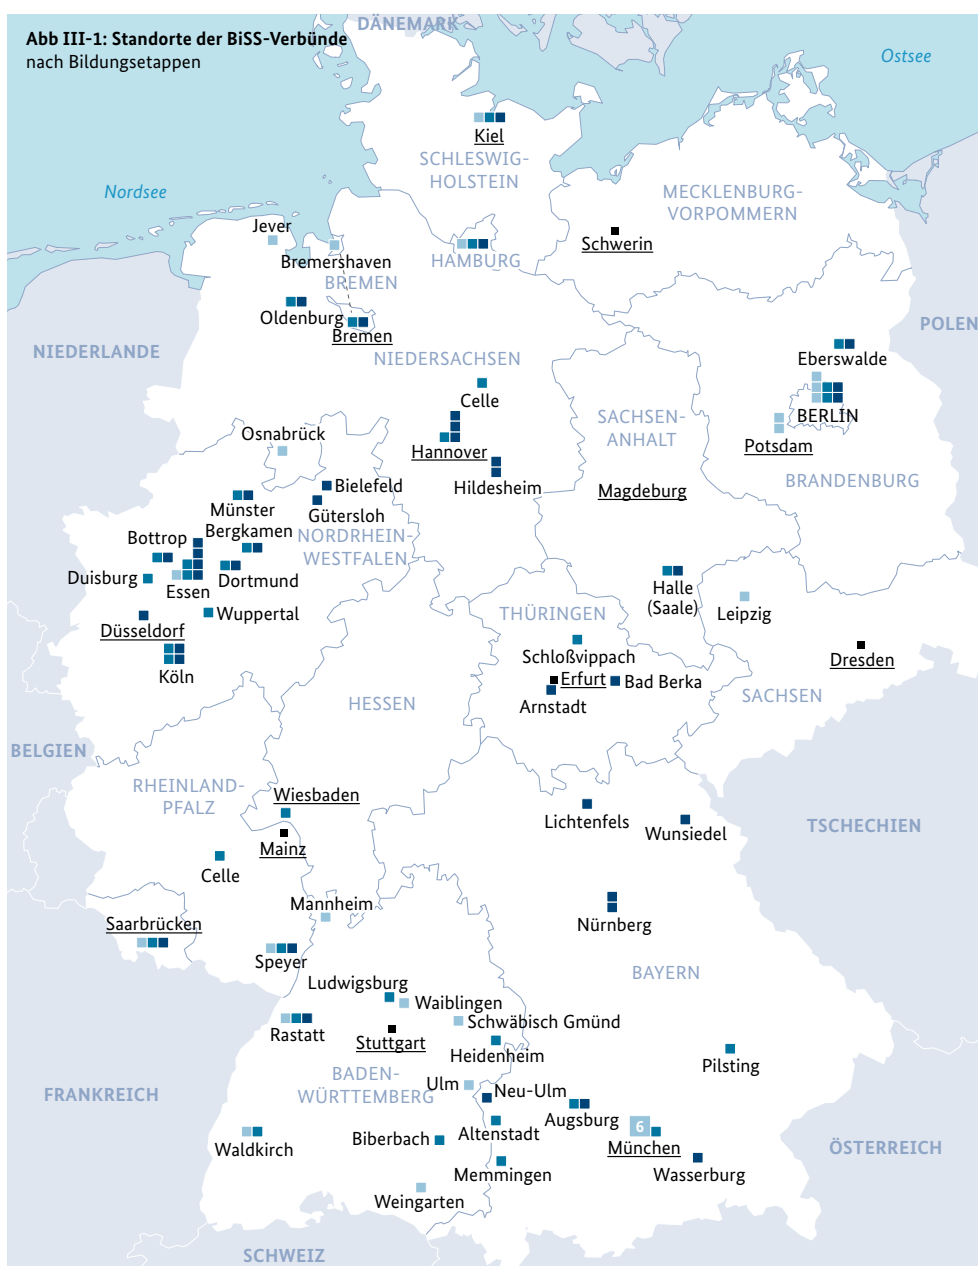 DÄNEMARK
Abb III-1: Standorte der BiSS-Verbünde
nach Bildungsetappen
Ostsee
Kiel
SCHLESWIG-
HOLSTEIN
Nordsee
MECKLENBURG-
VORPOMMERN
Jever
Schwerin
Bremershaven
HAMBURG
BREMEN
Oldenburg
Bremen
POLEN
NIEDERLANDE
NIEDERSACHSEN
Eberswalde
Celle
BERLIN
SACHSEN-
ANHALT
Osnabrück
Hannover
Potsdam
Bielefeld
Hildesheim
Magdeburg
BRANDENBURG
Münster
Gütersloh
Bottrop
Bergkamen
NORDRHEIN-
WESTFALEN
Duisburg
Essen
Dortmund
Halle
(Saale)
Wuppertal
THÜRINGEN
Leipzig
Düsseldorf
Schloßvippach
Dresden
Köln
Erfurt
Bad Berka
SACHSEN
Arnstadt
HESSEN
BELGIEN
RHEINLAND-
PFALZ
Wiesbaden
Lichtenfels
Wunsiedel
TSCHECHIEN
Mainz
Celle
Mannheim
Saarbrücken
Nürnberg
Speyer
BAYERN
Ludwigsburg
Waiblingen
Schwäbisch Gmünd
Rastatt
Stuttgart
Heidenheim
Pilsting
BADEN-
WÜRTTEMBERG
Ulm
Neu-Ulm
FRANKREICH
Augsburg
6
Altenstadt
Biberbach
München
Waldkirch
ÖSTERREICH
Memmingen
Wasserburg
Weingarten
SCHWEIZ